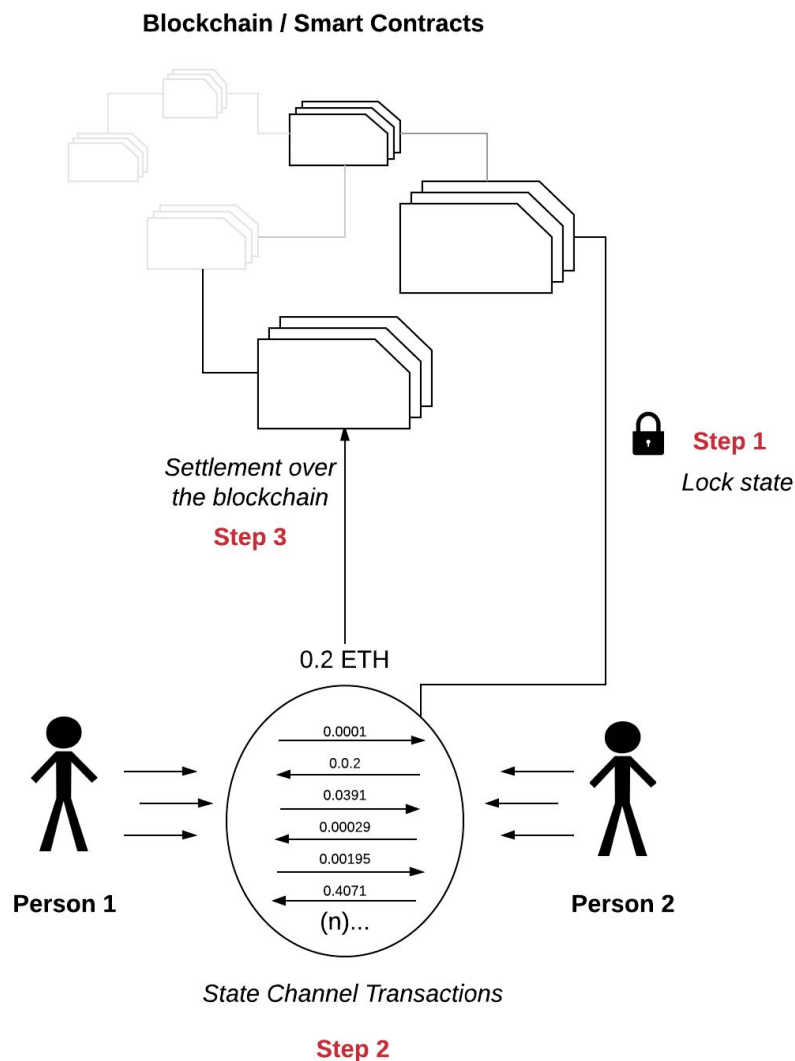 Blockchain / Smart Contracts
Step 1
Lock state
Settlement over
the blockchain
Step 3
0.2 ETH
0.0001
0.0.2
0.0391
0.00029
0.00195
0.4071
(n)...
Person 1
Person 2
State Channel Transactions
Step 2